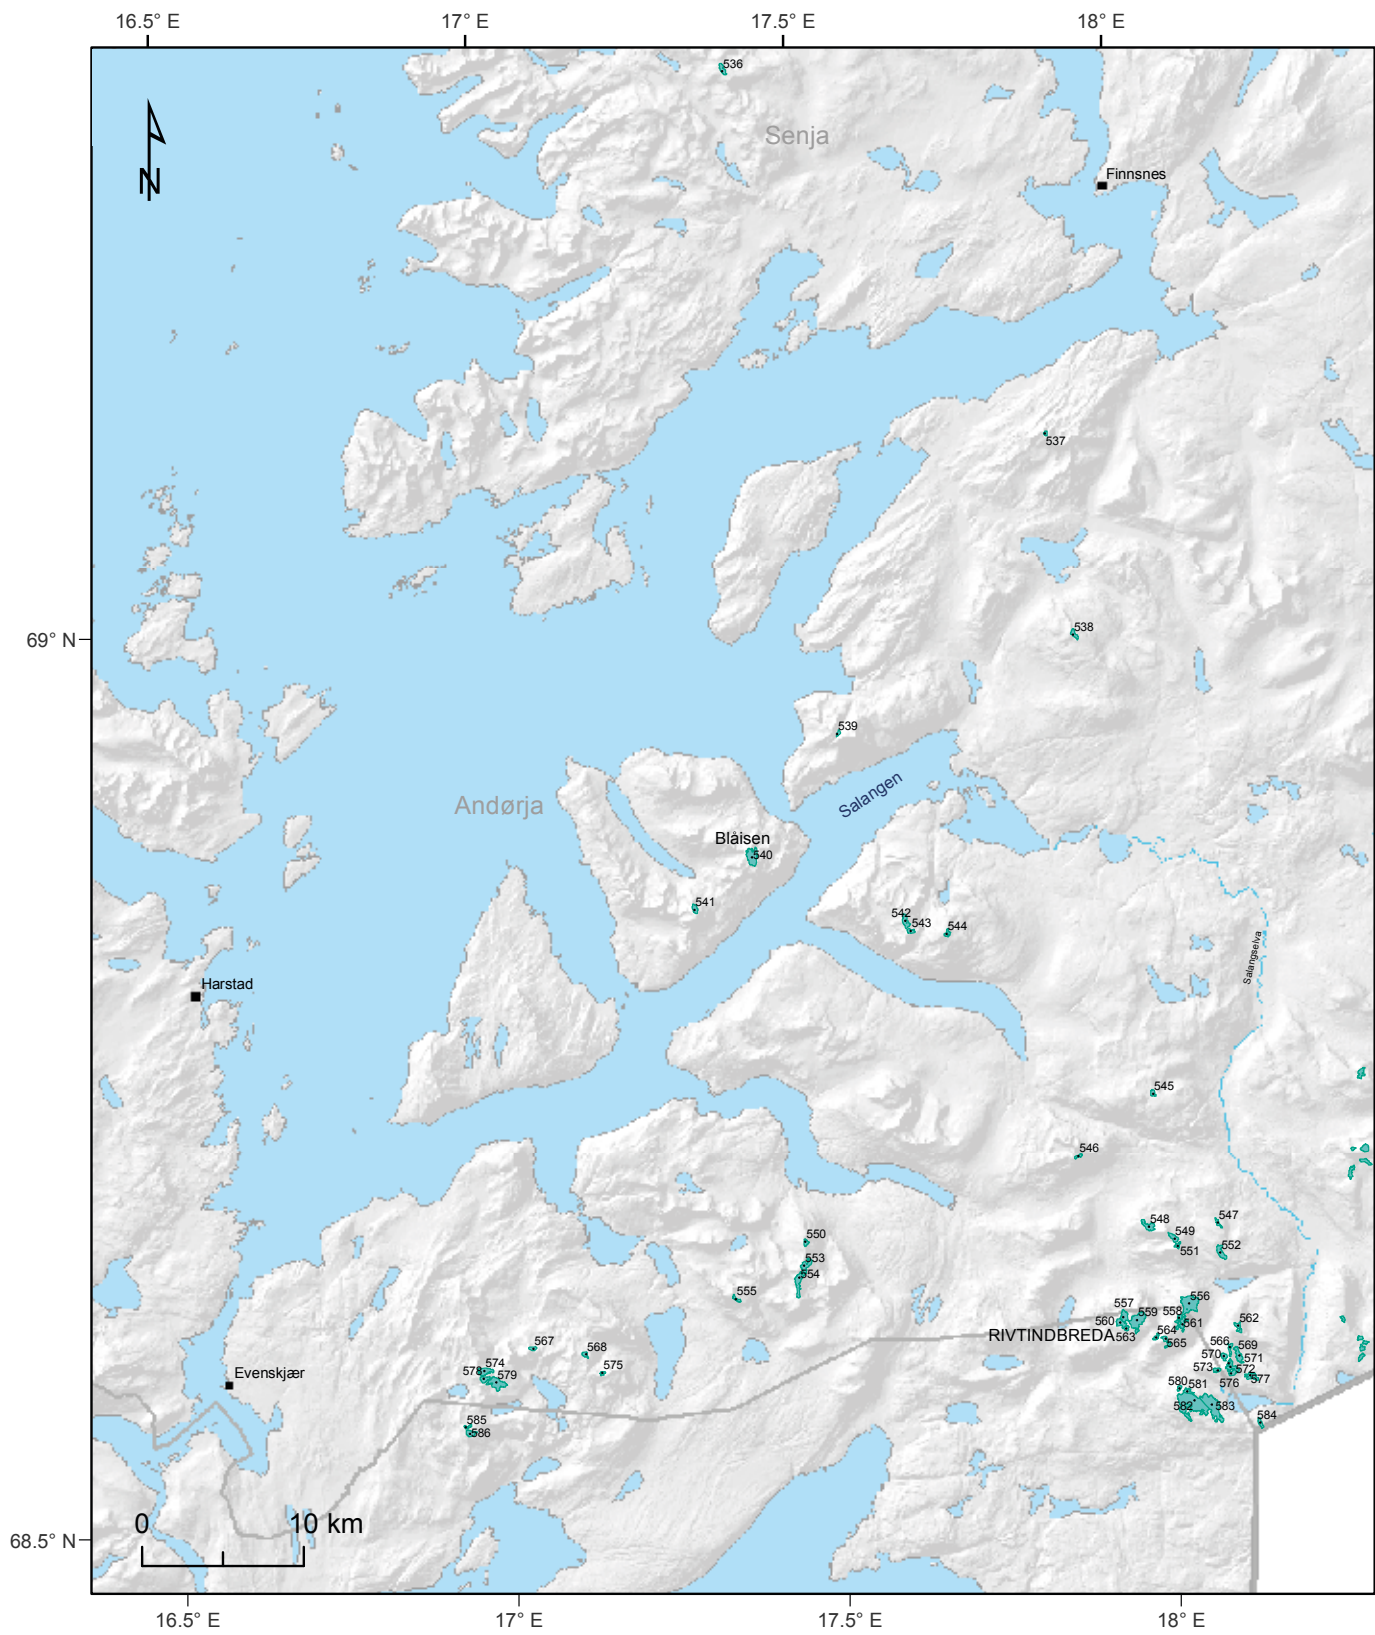 16.5° E
17° E
17.5° E
18° E
536
Senja
N
Finnsnes
537
69° N
538
539
Salangen
Andørja
Blåisen
540
541
542
543
544
Salangselva
Harstad
545
546
547
548
549
550
551
552
553
554
555
556
557
558
559
560
561
562
RIVTINDBREDA
563
564
565
566
567
568
569
570
571
572
573
574
575
576
577
578
579
580
581
582
583
584
585
586
Evenskjær
0
10 km
68.5° N
16.5° E
17° E
17.5° E
18° E